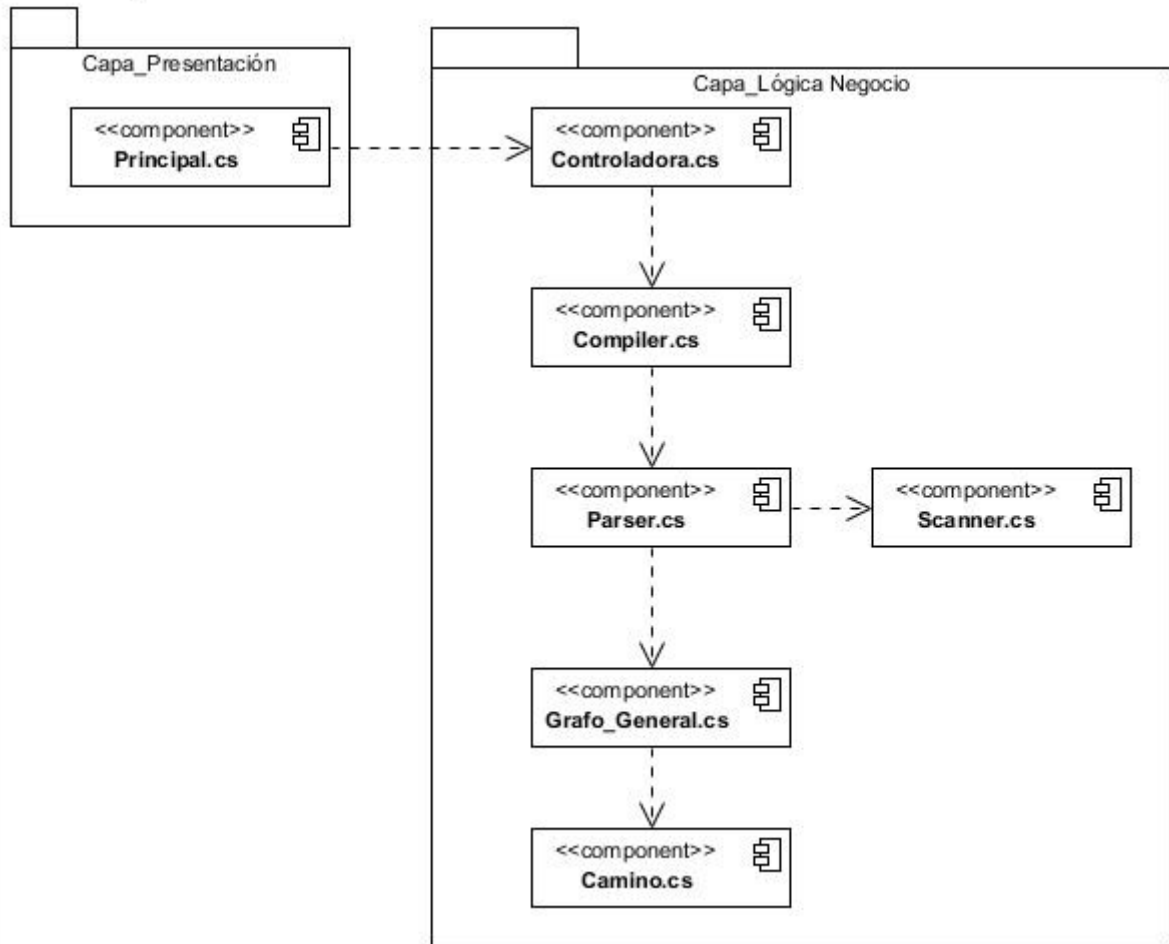 Capa_Presentación
<<component>>
Principal.cs
Capa_Lógica Negocio
<<component>>
Controladora.cs
<<component>>
Compiler.cs
<<component>>
Parser.cs
<<component>>
Scanner.cs
<<component>>
Grafo_General.cs
<<component>>
Camino.cs